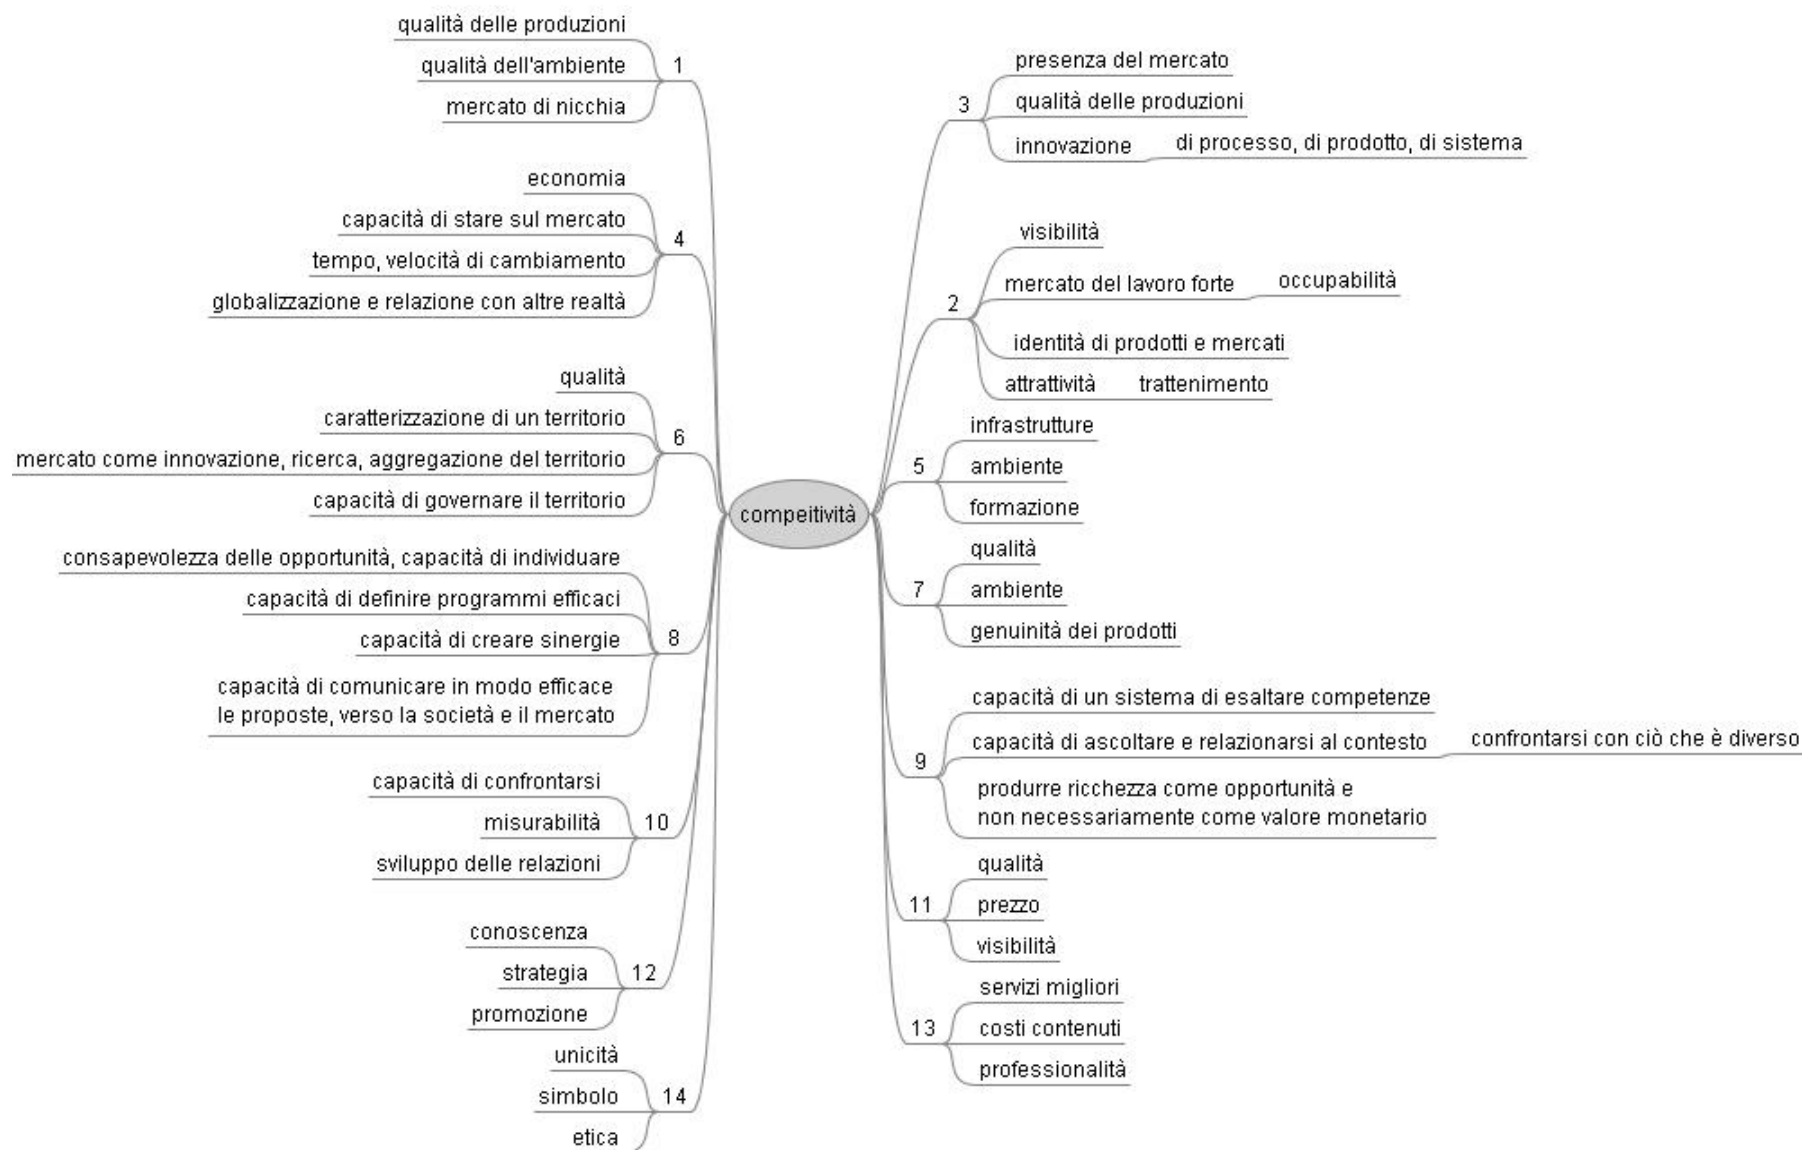 qualità delle produzioni
qualità dell'ambiente
mercato di nicchia
1
economia
capacità di stare sul mercato
tempo, velocità di cambiamento
globalizzazione e relazione con altre realtà
4
qualità
caratterizzazione di un territorio
mercato come innovazione, ricerca, aggregazione del territorio
capacità di governare il territorio
6
consapevolezza delle opportunità, capacità di individuare
capacità di definire programmi efficaci
capacità di creare sinergie
capacità di comunicare in modo efficace
le proposte, verso la società e il mercato
8
capacità di confrontarsi
misurabilità
sviluppo delle relazioni
10
conoscenza
strategia
promozione
12
unicità
simbolo
etica
14
compeitività
3
presenza del mercato
qualità delle produzioni
innovazione
di processo, di prodotto, di sistema
2
visibilità
mercato del lavoro forte
occupabilità
identità di prodotti e mercati
attrattività
trattenimento
5
infrastrutture
ambiente
formazione
7
qualità
ambiente
genuinità dei prodotti
9
capacità di un sistema di esaltare competenze
capacità di ascoltare e relazionarsi al contesto
confrontarsi con ciò che è diverso
produrre ricchezza come opportunità e
non necessariamente come valore monetario
11
qualità
prezzo
visibilità
13
servizi migliori
costi contenuti
professionalità